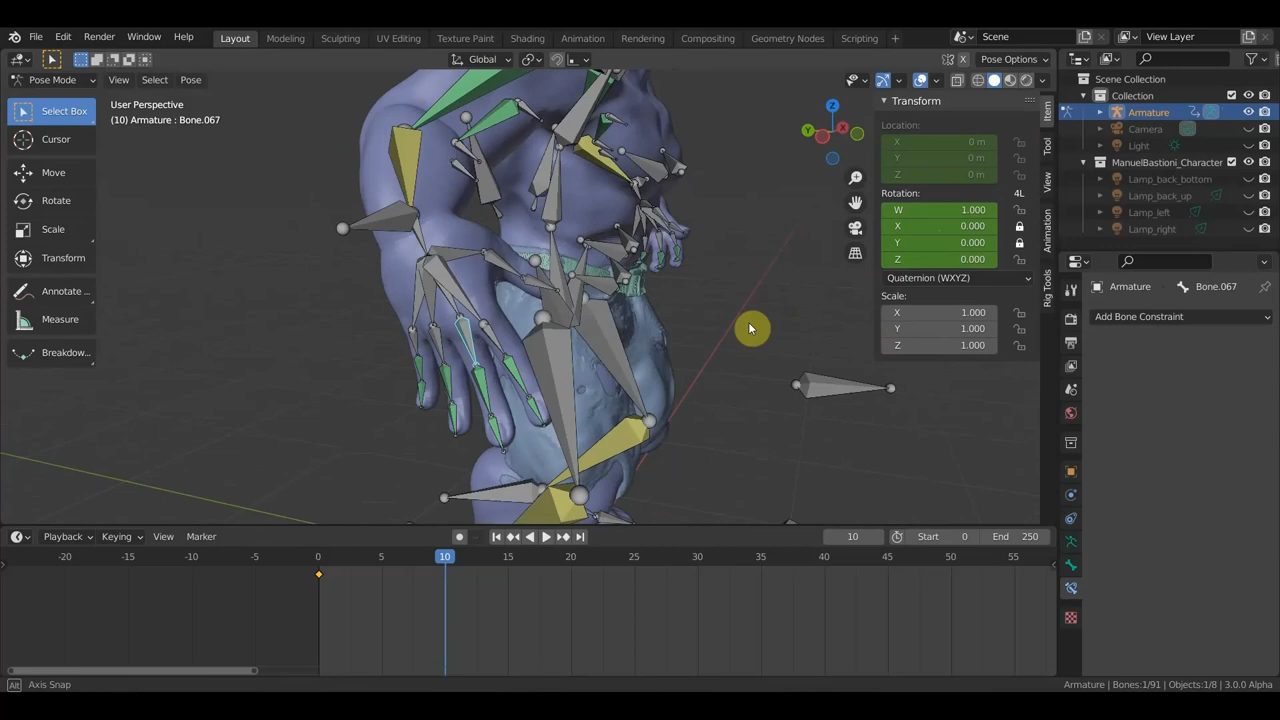 File Edit Render Window Help Layout Modeling Sculpting UV Editing Texture Paint Shading Animation Rendering Compositing Geometry Nodes Scripting + Scene View Layer
Global X Pose Options
Pose Mode View Select Pose
User Perspective
(10) Armature : Bone.067
Select Box
Cursor
Move
Rotate
Scale
Transform
Annotate ...
Measure
Breakdow...
Z
Y
X
Transform
Location:
X 0 m
Y 0 m
Z 0 m
Rotation: 4L
W 1.000
X 0.000
Y 0.000
Z 0.000
Quaternion (WXYZ)
Scale:
X 1.000
Y 1.000
Z 1.000
Item
Tool
View
Animation
Rig Tools
Scene Collection
Collection
Armature
Camera
Light
ManuelBastioni_Character
Lamp_back_bottom
Lamp_back_up
Lamp_left
Lamp_right
Armature Bone.067
Add Bone Constraint
Playback Keying View Marker 10 Start 0 End 250
-20 -15 -10 -5 0 5 10 15 20 25 30 35 40 45 50 55
Alt Axis Snap Armature | Bones:1/91 | Objects:1/8 | 3.0.0 Alpha